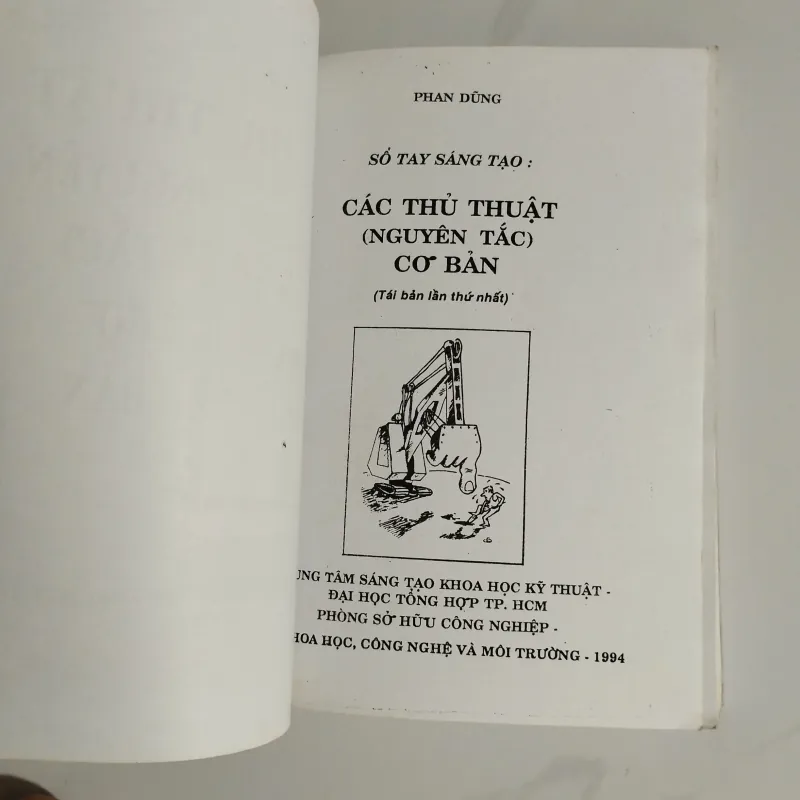 PHAN DŨNG
SỔ TAY SÁNG TẠO :
CÁC THỦ THUẬT
(NGUYÊN TẮC)
CƠ BẢN
(Tái bản lần thứ nhất)
TÂM SÁNG TẠO KHOA HỌC KỸ THUẬT -
ĐẠI HỌC TỔNG HỢP TP. HCM
PHÒNG SỞ HỮU CÔNG NGHIỆP -
HỌC, CÔNG NGHỆ VÀ MÔI TRƯỜNG - 1994